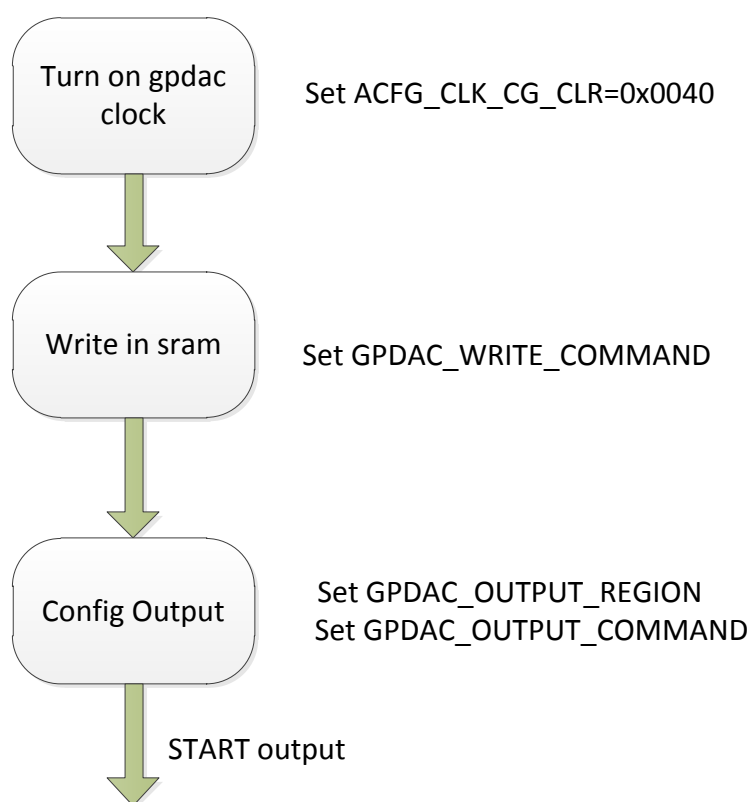 Turn on gpdac
clock
Set ACFG_CLK_CG_CLR=0x0040
Write in sram
Set GPDAC_WRITE_COMMAND
Config Output
Set GPDAC_OUTPUT_REGION
Set GPDAC_OUTPUT_COMMAND
START output